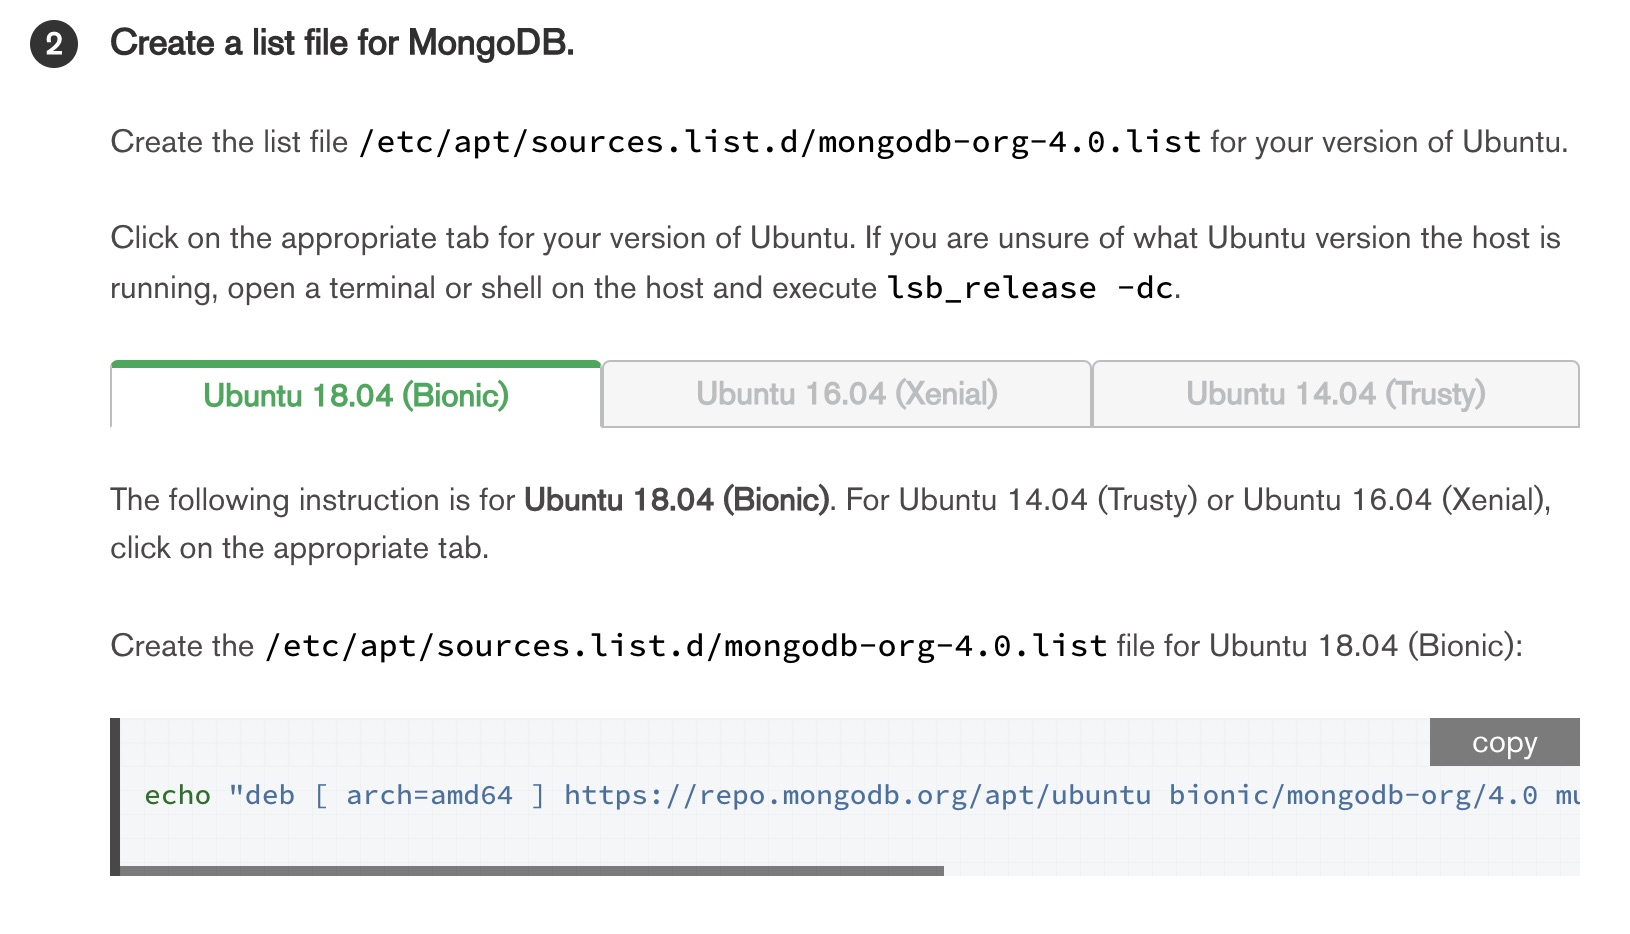 2 Create a list file for MongoDB.
Create the list file /etc/apt/sources.list.d/mongodb-org-4.0.list for your version of Ubuntu.
Click on the appropriate tab for your version of Ubuntu. If you are unsure of what Ubuntu version the host is
running, open a terminal or shell on the host and execute lsb_release -dc.
Ubuntu 18.04 (Bionic) Ubuntu 16.04 (Xenial) Ubuntu 14.04 (Trusty)
The following instruction is for Ubuntu 18.04 (Bionic). For Ubuntu 14.04 (Trusty) or Ubuntu 16.04 (Xenial),
click on the appropriate tab.
Create the /etc/apt/sources.list.d/mongodb-org-4.0.list file for Ubuntu 18.04 (Bionic):
copy
echo "deb [ arch=amd64 ] https://repo.mongodb.org/apt/ubuntu bionic/mongodb-org/4.0